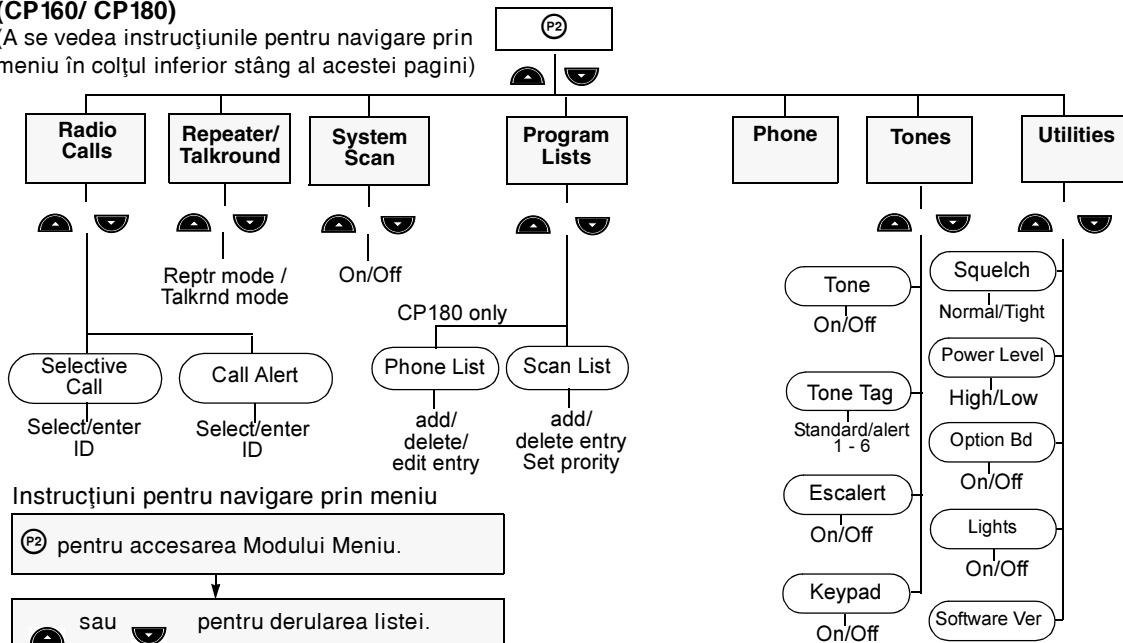 (CP160/ CP180)
(A se vedea instrucţiunile pentru navigare prin
meniu în colţul inferior stâng al acestei pagini)
P2
Radio
Calls
Repeater/
Talkround
System
Scan
Program
Lists
Phone
Tones
Utilities
Reptr mode /
Talkrnd mode
On/Off
CP180 only
Selective
Call
Select/enter
ID
Call Alert
Select/enter
ID
Phone List
add/
delete/
edit entry
Scan List
add/
delete entry
Set prority
Tone
On/Off
Tone Tag
Standard/alert
1 - 6
Escalert
On/Off
Keypad
On/Off
Squelch
Normal/Tight
Power Level
High/Low
Option Bd
On/Off
Lights
On/Off
Software Ver
Instrucţiuni pentru navigare prin meniu
P2 pentru accesarea Modului Meniu.
sau pentru derularea listei.